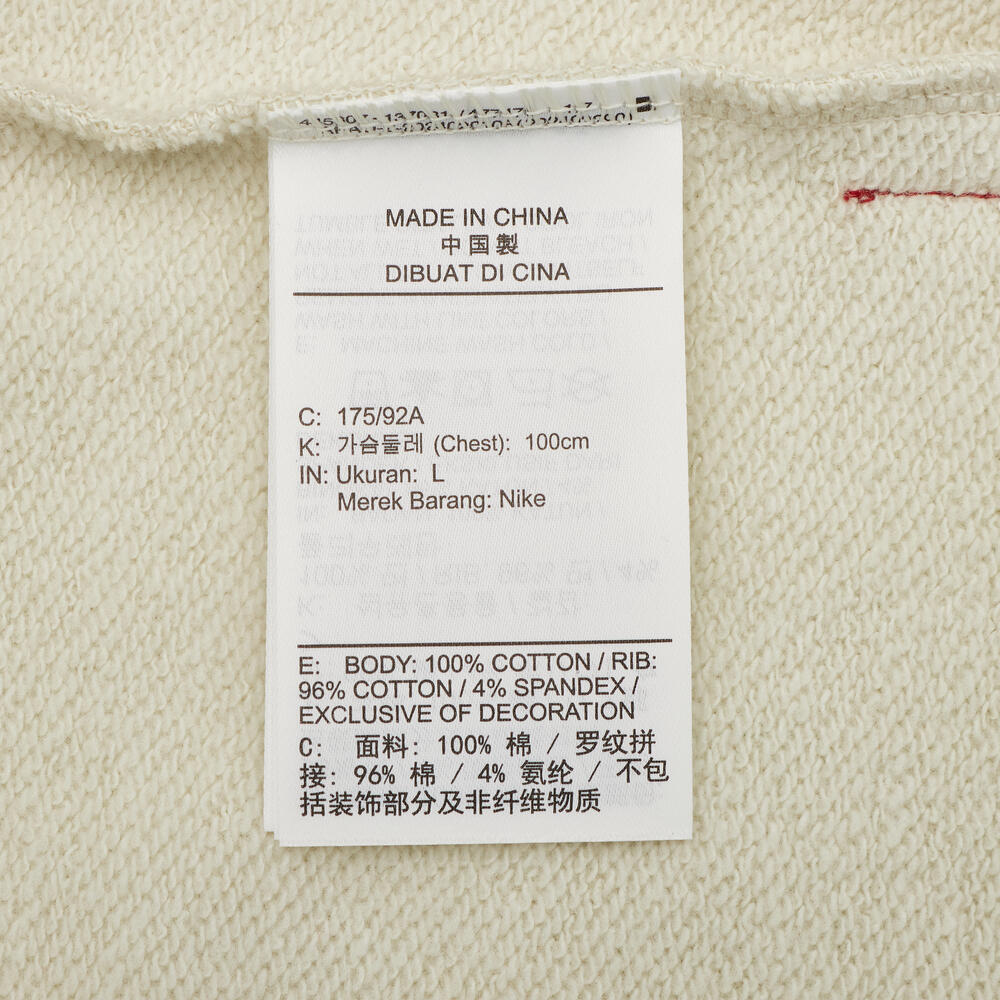 MADE IN CHINA
中国製
DIBUAT DI CINA
C: 175/92A
K: 가슴둘레 (Chest): 100cm
IN: Ukuran: L
Merek Barang: Nike
E: BODY: 100% COTTON / RIB:
96% COTTON / 4% SPANDEX /
EXCLUSIVE OF DECORATION
C: 面料: 100% 棉 / 罗纹拼
接: 96% 棉 / 4% 氨纶 / 不包
括装饰部分及非纤维物质